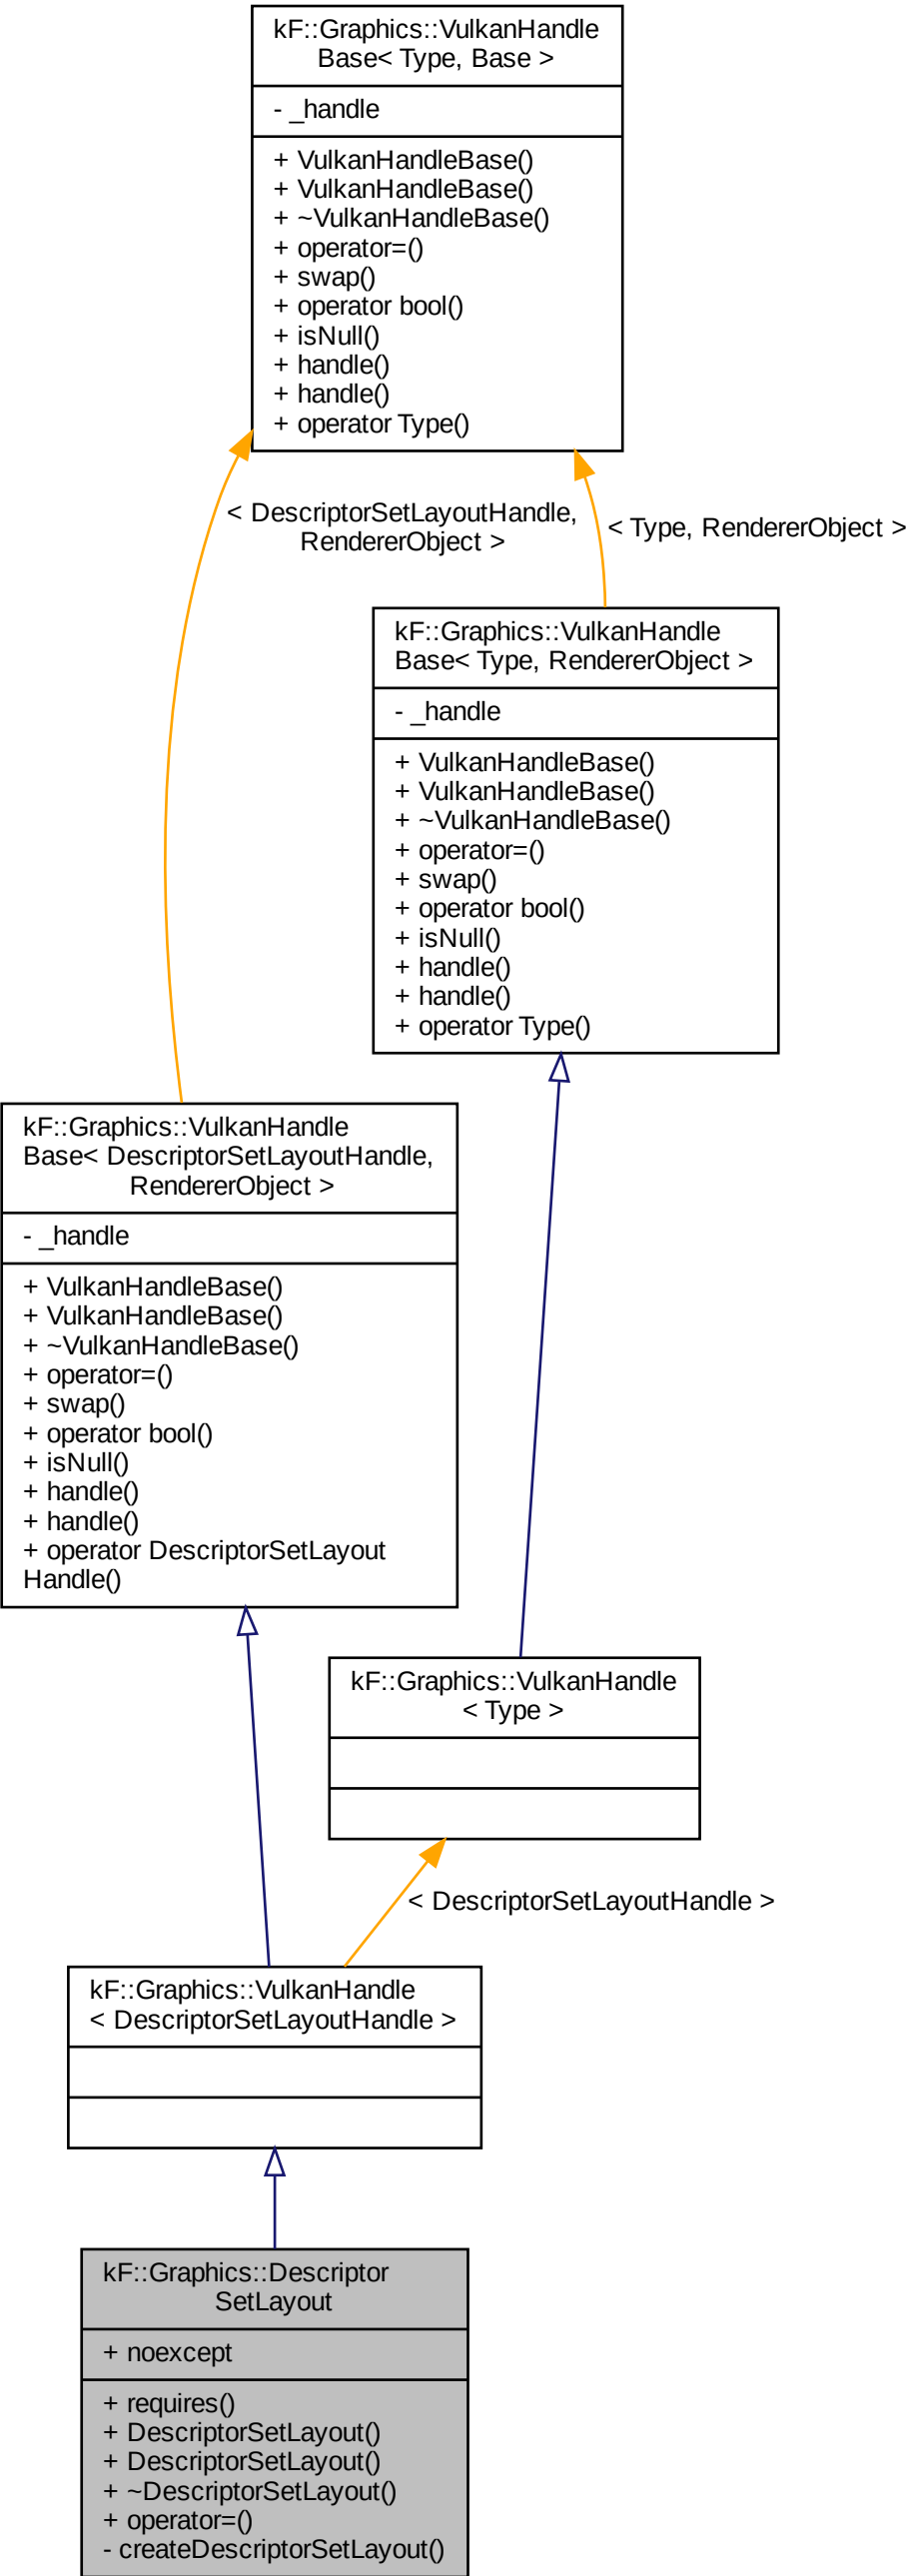 kF::Graphics::VulkanHandle
Base< Type, Base >
- _handle
+ VulkanHandleBase()
+ VulkanHandleBase()
+ ~VulkanHandleBase()
+ operator=()
+ swap()
+ operator bool()
+ isNull()
+ handle()
+ handle()
+ operator Type()
< DescriptorSetLayoutHandle,
RendererObject >
< Type, RendererObject >
kF::Graphics::VulkanHandle
Base< Type, RendererObject >
- _handle
+ VulkanHandleBase()
+ VulkanHandleBase()
+ ~VulkanHandleBase()
+ operator=()
+ swap()
+ operator bool()
+ isNull()
+ handle()
+ handle()
+ operator Type()
kF::Graphics::VulkanHandle
Base< DescriptorSetLayoutHandle,
RendererObject >
- _handle
+ VulkanHandleBase()
+ VulkanHandleBase()
+ ~VulkanHandleBase()
+ operator=()
+ swap()
+ operator bool()
+ isNull()
+ handle()
+ handle()
+ operator DescriptorSetLayout
Handle()
kF::Graphics::VulkanHandle
< Type >
< DescriptorSetLayoutHandle >
kF::Graphics::VulkanHandle
< DescriptorSetLayoutHandle >
kF::Graphics::Descriptor
SetLayout
+ noexcept
+ requires()
+ DescriptorSetLayout()
+ DescriptorSetLayout()
+ ~DescriptorSetLayout()
+ operator=()
- createDescriptorSetLayout()